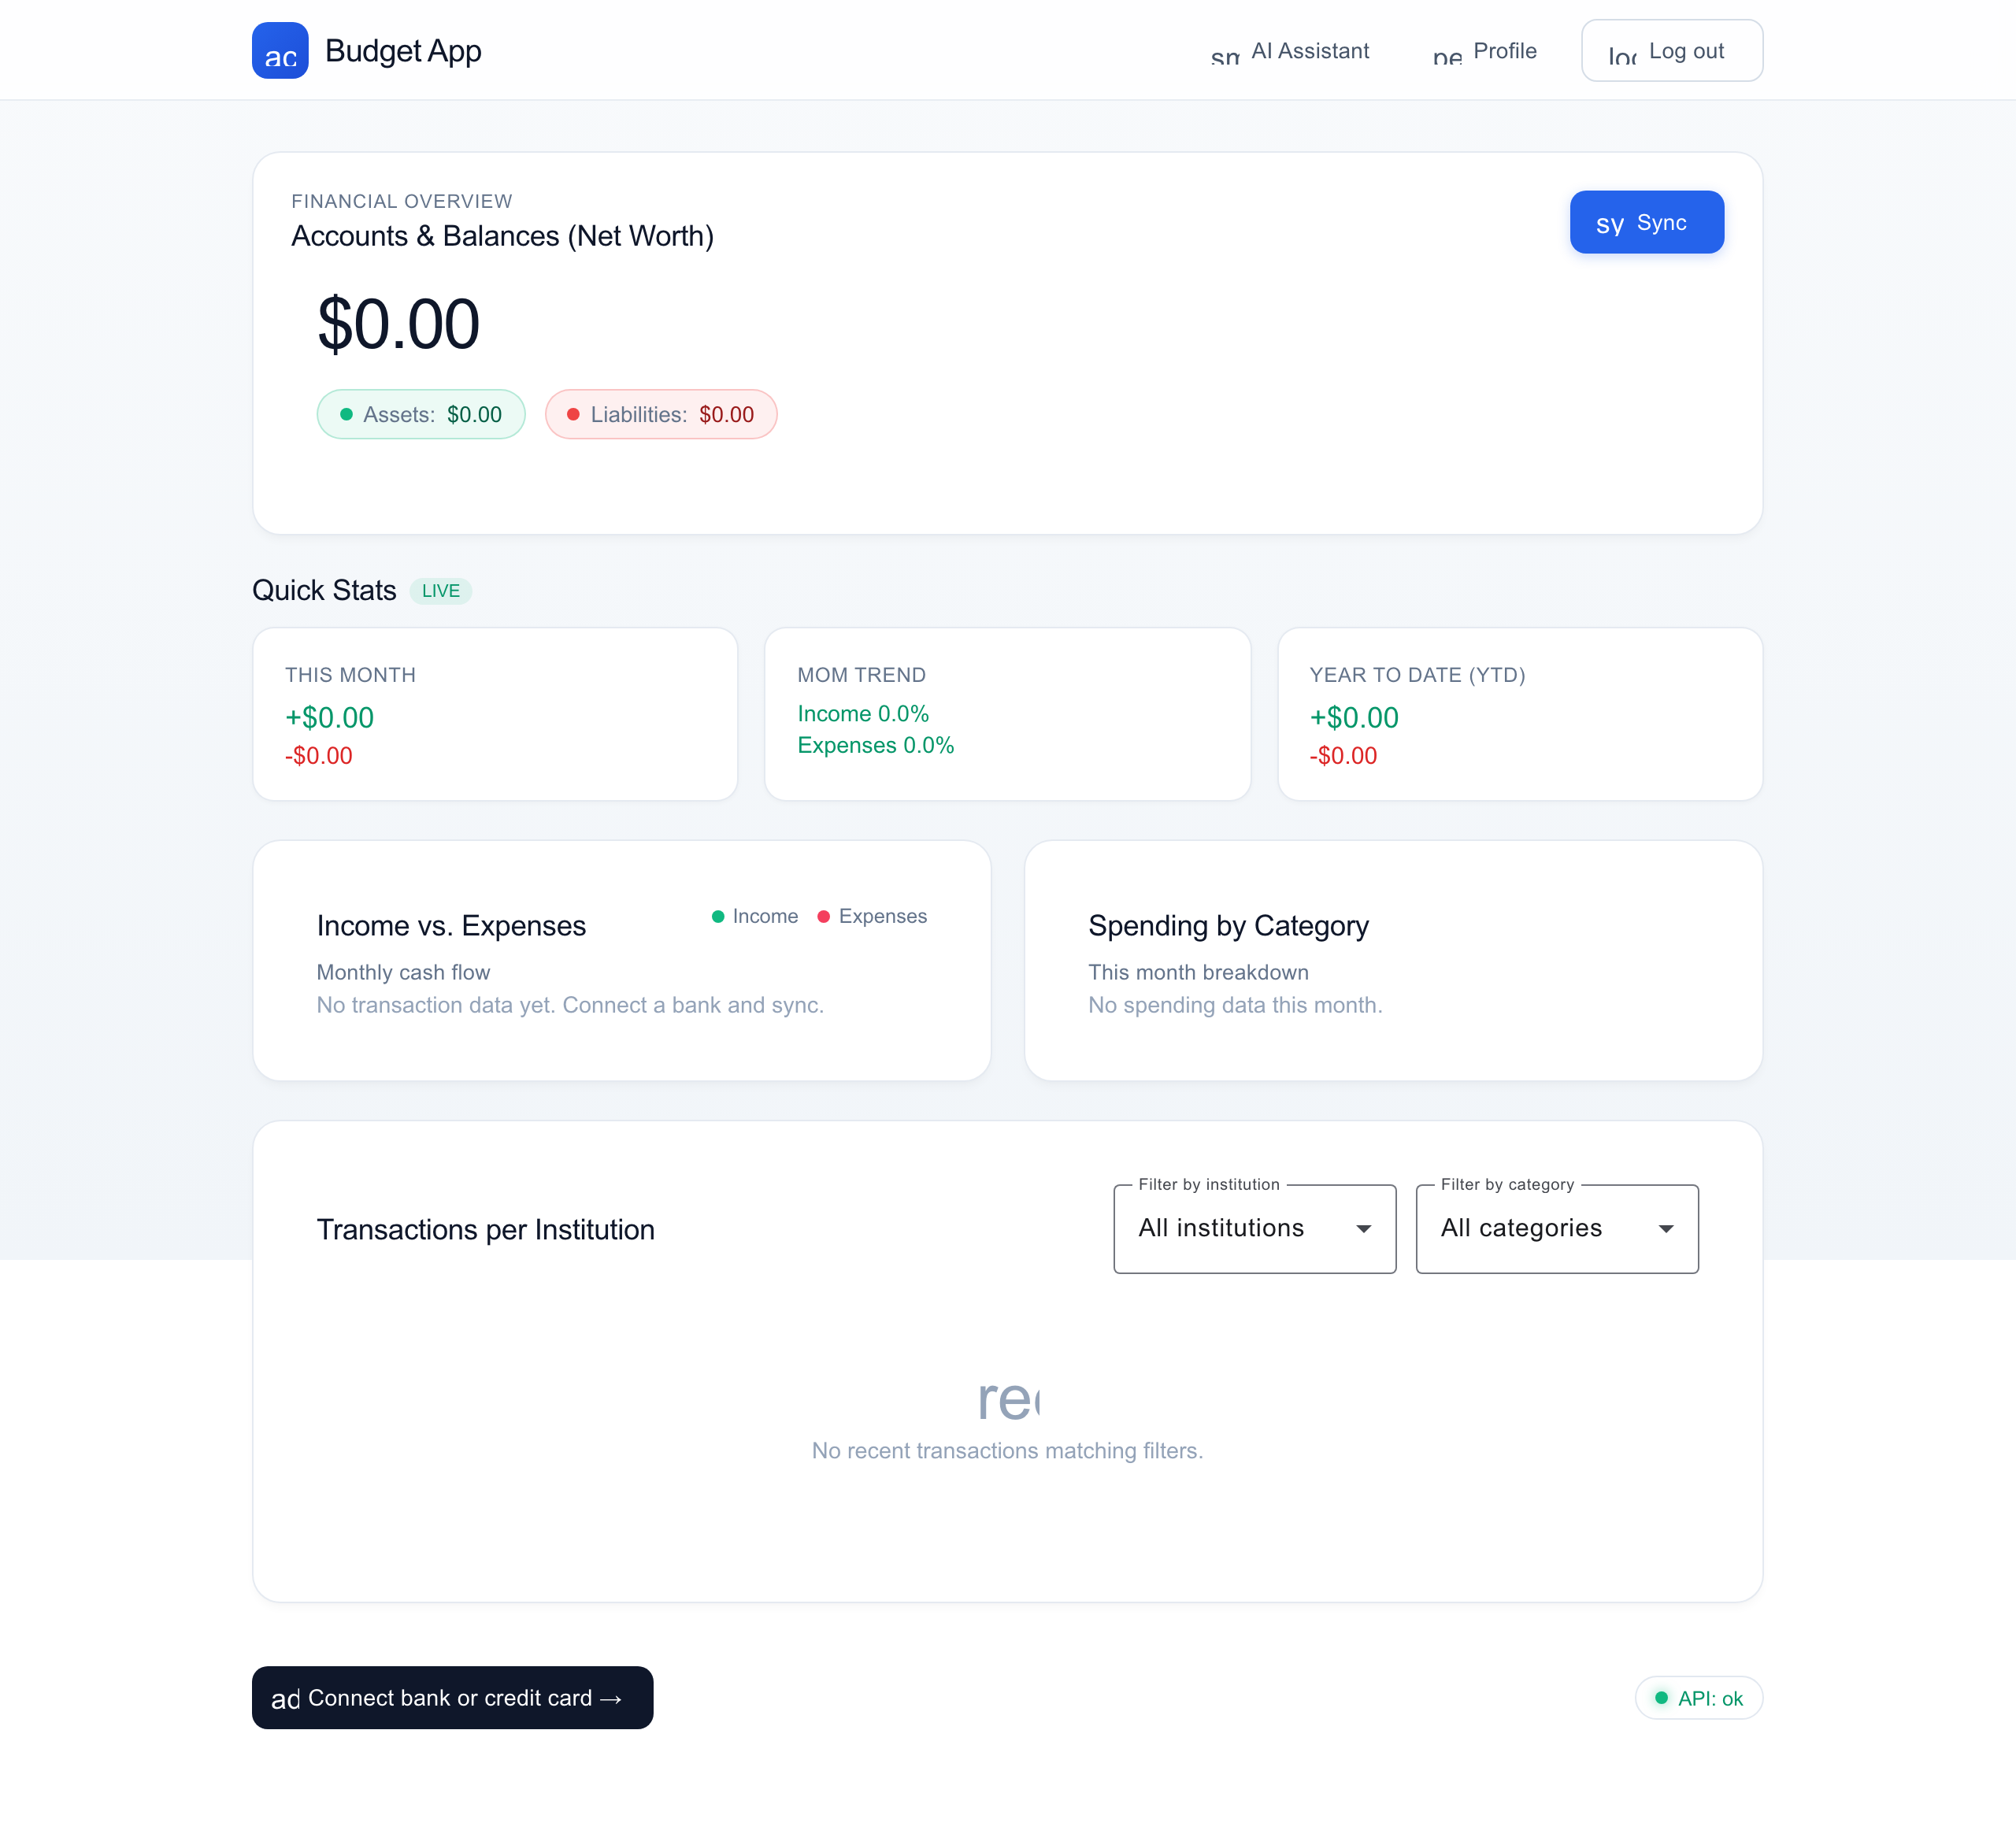 ac Budget App
sm AI Assistant
pe Profile
Log out
FINANCIAL OVERVIEW
Accounts & Balances (Net Worth)
sy Sync
$0.00
Assets: $0.00
Liabilities: $0.00
Quick Stats LIVE
THIS MONTH
+$0.00
-$0.00
MOM TREND
Income 0.0%
Expenses 0.0%
YEAR TO DATE (YTD)
+$0.00
-$0.00
Income vs. Expenses
Income
Expenses
Monthly cash flow
No transaction data yet. Connect a bank and sync.
Spending by Category
This month breakdown
No spending data this month.
Transactions per Institution
Filter by institution
All institutions
Filter by category
All categories
re
No recent transactions matching filters.
ad Connect bank or credit card →
API: ok